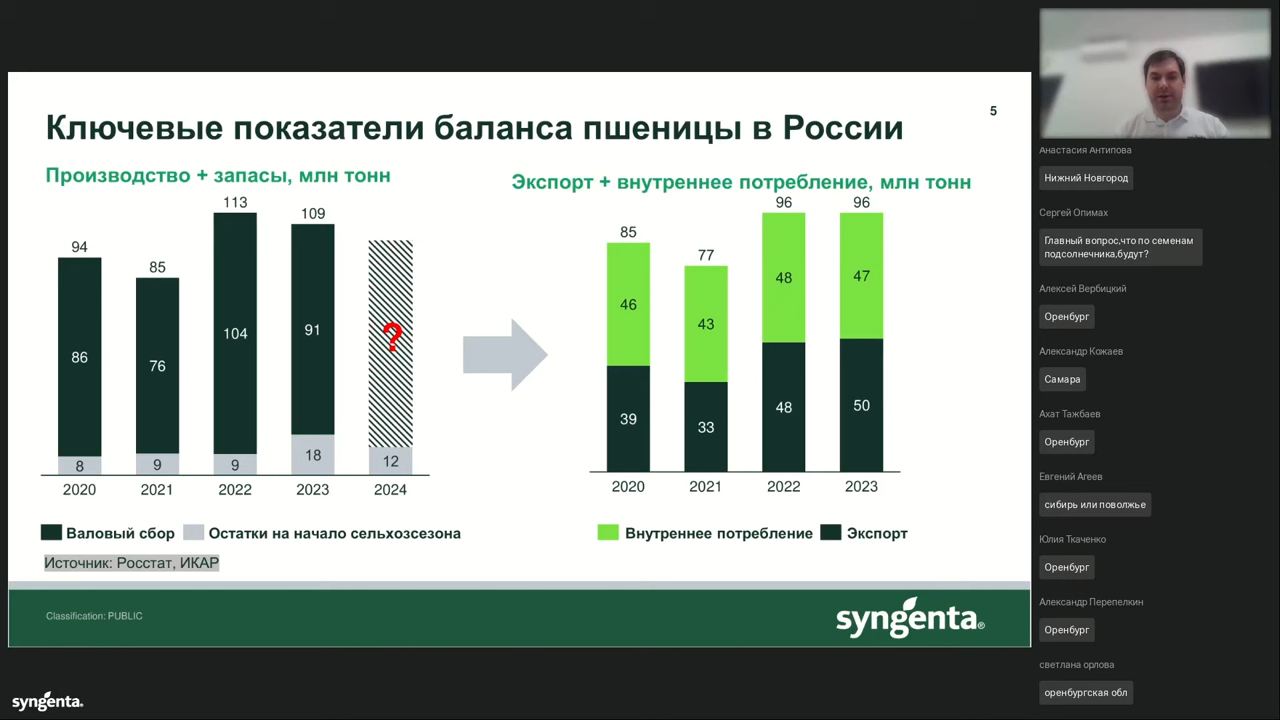 5
Ключевые показатели баланса пшеницы в России
Производство + запасы, млн тонн
94
85
113
109
86
76
104
91
?
8
9
9
18
12
2020
2021
2022
2023
2024
Валовый сбор
Остатки на начало сельхозсезона
Источник: Росстат, ИКАР
Экспорт + внутреннее потребление, млн тонн
85
77
96
96
46
43
48
47
39
33
48
50
2020
2021
2022
2023
Внутреннее потребление
Экспорт
Classification: PUBLIC
syngenta®
syngenta.
Анастасия Антипова
Нижний Новгород
Сергей Опимах
Главный вопрос,что по семенам
подсолнечника,будут?
Алексей Вербицкий
Оренбург
Александр Кожаев
Самара
Ахат Тажбаев
Оренбург
Евгений Агеев
сибирь или поволжье
Юлия Ткаченко
Оренбург
Александр Перепелкин
Оренбург
светлана орлова
оренбургская обл